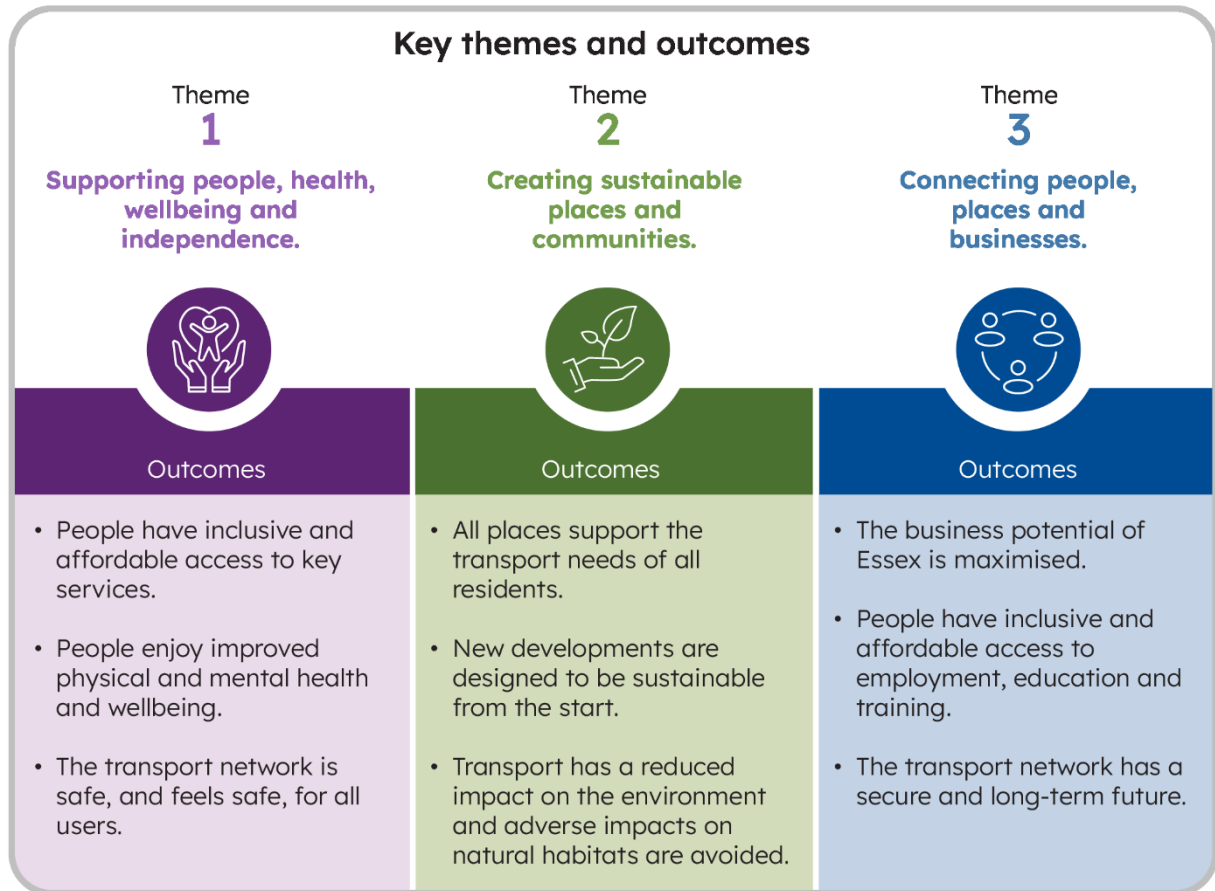 Key themes and outcomes
Theme
1
Supporting people, health,
wellbeing and
independence.
Outcomes
• People have inclusive and
affordable access to key
services.
• People enjoy improved
physical and mental health
and wellbeing.
• The transport network is
safe, and feels safe, for all
users.
Theme
2
Creating sustainable
places and
communities.
Outcomes
• All places support the
transport needs of all
residents.
• New developments are
designed to be sustainable
from the start.
• Transport has a reduced
impact on the environment
and adverse impacts on
natural habitats are avoided.
Theme
3
Connecting people,
places and
businesses.
Outcomes
• The business potential of
Essex is maximised.
• People have inclusive and
affordable access to
employment, education and
training.
• The transport network has a
secure and long-term future.